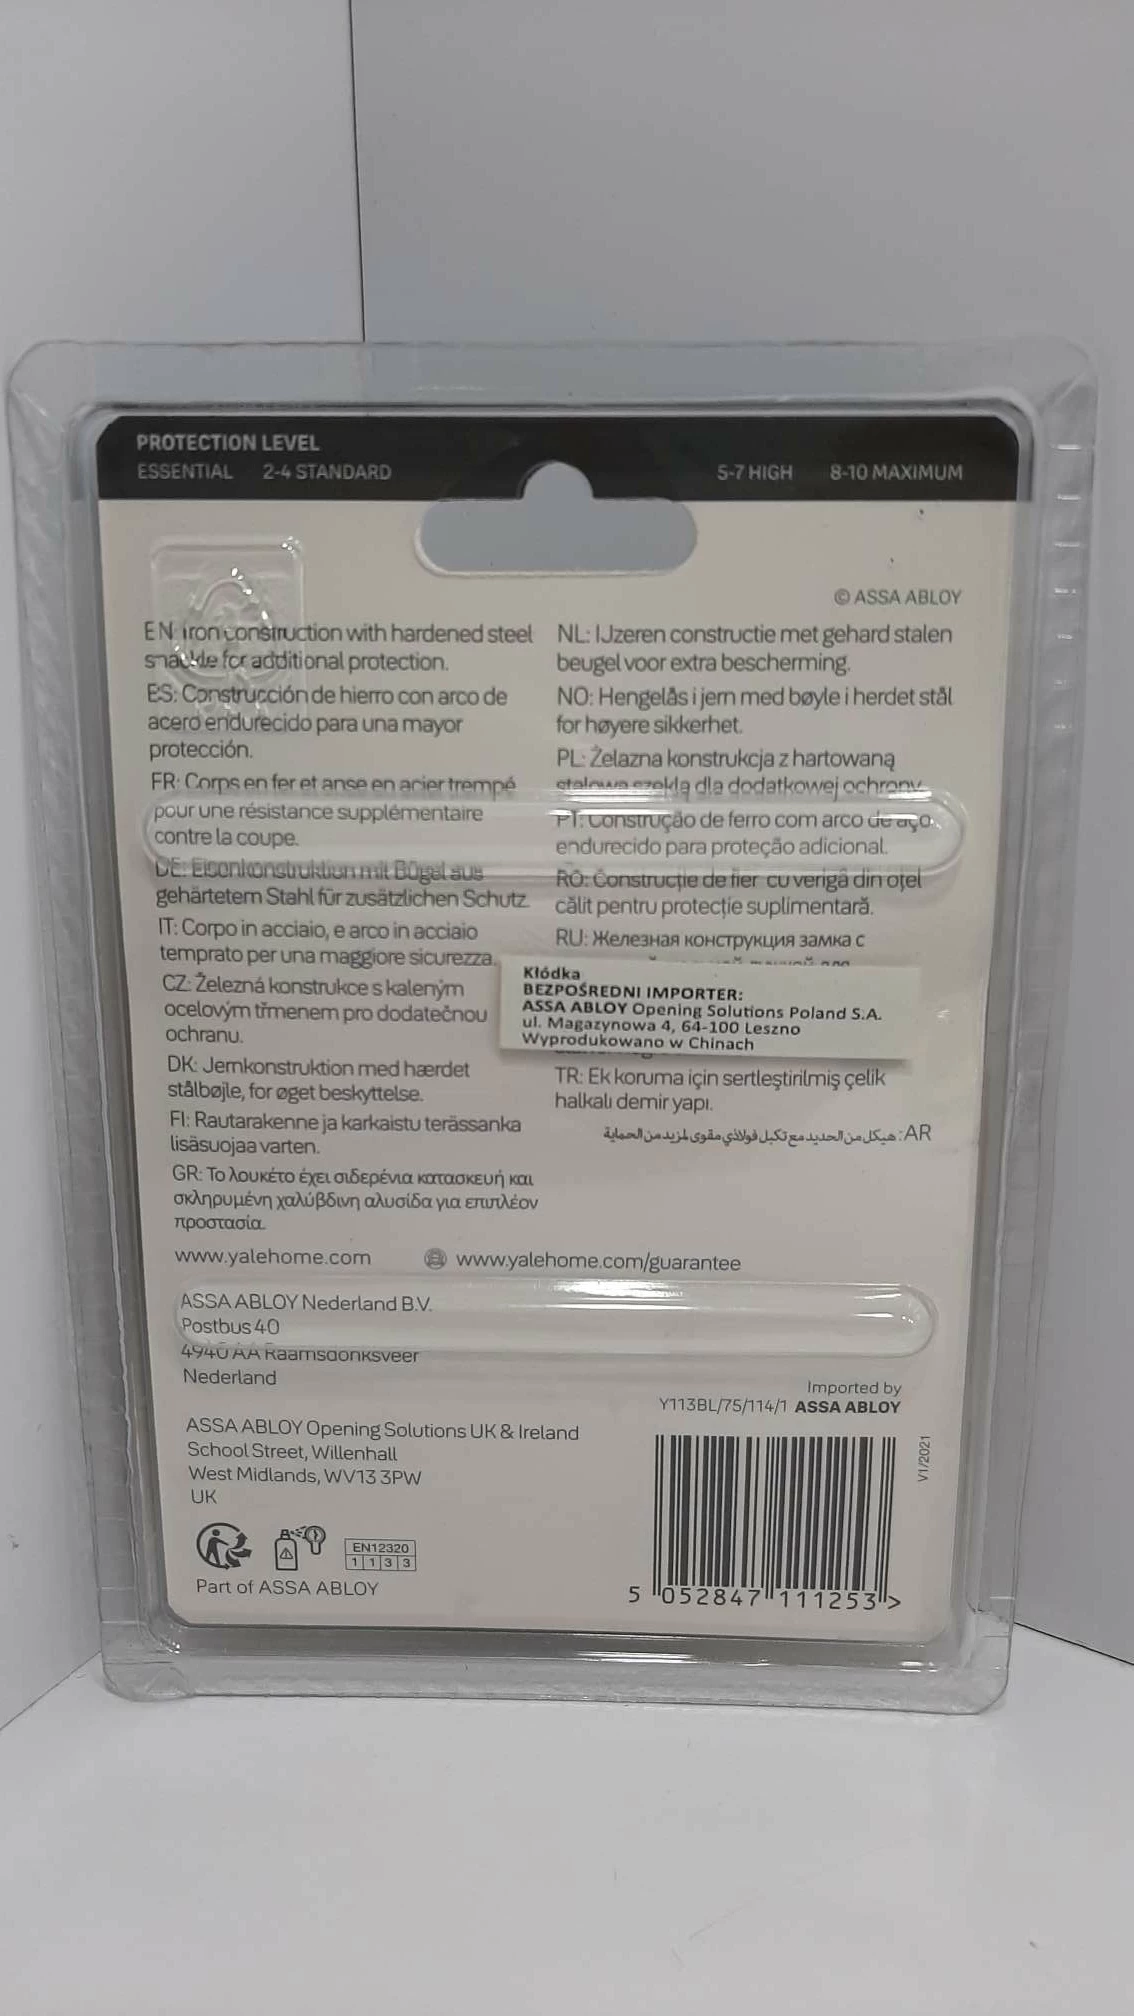 PROTECTION LEVEL
ESSENTIAL 2-4 STANDARD 5-7 HIGH 8-10 MAXIMUM
© ASSA ABLOY
EN: Iron construction with hardened steel
shackle for additional protection.
ES: Construcción de hierro con arco de
acero endurecido para una mayor
protección.
FR: Corps en fer et anse en acier trempé
pour une résistance supplémentaire
contre la coupe.
DE: Eisenkonstruktion mit Bügel aus
gehärtetem Stahl für zusätzlichen Schutz.
IT: Corpo in acciaio, e arco in acciaio
temprato per una maggiore sicurezza.
CZ: Železná konstrukce s kaleným
ocelovým třmenem pro dodatečnou
ochranu.
DK: Jernkonstruktion med hærdet
stålbøjle, for øget beskyttelse.
FI: Rautarakenne ja karkaistu terässanka
lisäsuojaa varten.
GR: Το λουκέτο έχει σιδερένια κατασκευή και
σκληρυμένη χαλύβδινη αλυσίδα για επιπλέον
προστασία.
NL: IJzeren constructie met gehard stalen
beugel voor extra bescherming.
NO: Hengelås i jern med bøyle i herdet stål
for høyere sikkerhet.
PL: Żelazna konstrukcja z hartowaną
stalową szeklą dla dodatkowej ochrony.
PT: Construção de ferro com arco de aço
endurecido para proteção adicional.
RO: Construcție de fier cu verigă din oțel
călit pentru protecție suplimentară.
RU: Железная конструкция замка с
Kłódka
BEZPOŚREDNI IMPORTER:
ASSA ABLOY Opening Solutions Poland S.A.
ul. Magazynowa 4, 64-100 Leszno
Wyprodukowano w Chinach
TR: Ek koruma için sertleştirilmiş çelik
halkalı demir yapı.
AR: هيكل من الحديد مع تكبل فولاذي مقوى لمزيد من الحماية
www.yalehome.com www.yalehome.com/guarantee
ASSA ABLOY Nederland B.V.
Postbus 40
4940 AA Raamsdonksveer
Nederland
ASSA ABLOY Opening Solutions UK & Ireland
School Street, Willenhall
West Midlands, WV13 3PW
UK
EN12320
1 1 3 3
Part of ASSA ABLOY
Imported by
Y113BL/75/114/1 ASSA ABLOY
V1/2021
5 052847 111253 >